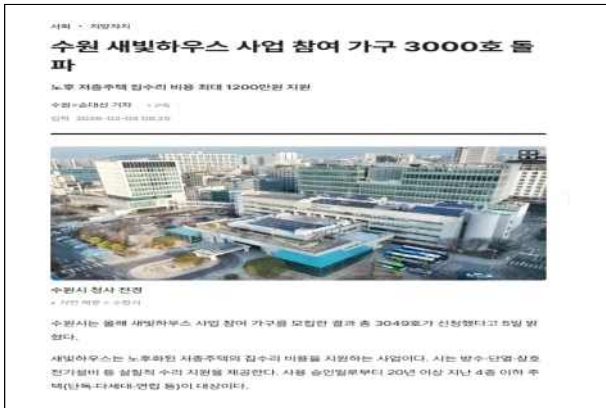 사회 • 지방자치
수원 새빛하우스 사업 참여 가구 3000호 돌
파
노후 저층주택 집수리 비용 최대 1200만원 지원
수원=손대선 기자
입력
수원시 청사 전경
수원시는 올해 새빛하우스 사업 참여 가구를 모집한 결과 총 3049호가 신청했다고 5일 밝
혔다.
새빛하우스는 노후화된 저층주택의 집수리 비용을 지원하는 사업이다. 시는 방수·단열·창호·
전기설비 등 실질적 수리 지원을 제공한다. 사용 승인일로부터 20년 이상 지난 4층 이하 주
택(단독·다세대·연립 등)이 대상이다.